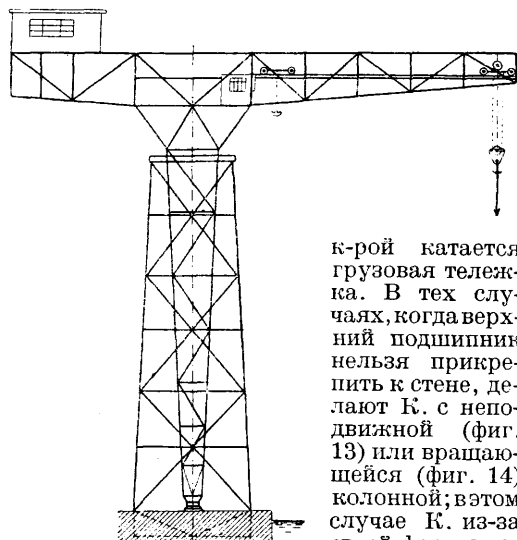 к-рой катается
грузовая тележ-
ка. В тех слу-
чаях, когда верх-
ний подшипник
нельзя прикре-
пить к стене, де-
лают К. с непо-
движной (фиг.
13) или вращаю-
щейся (фиг. 14)
колонной; в этом
случае К. из-за